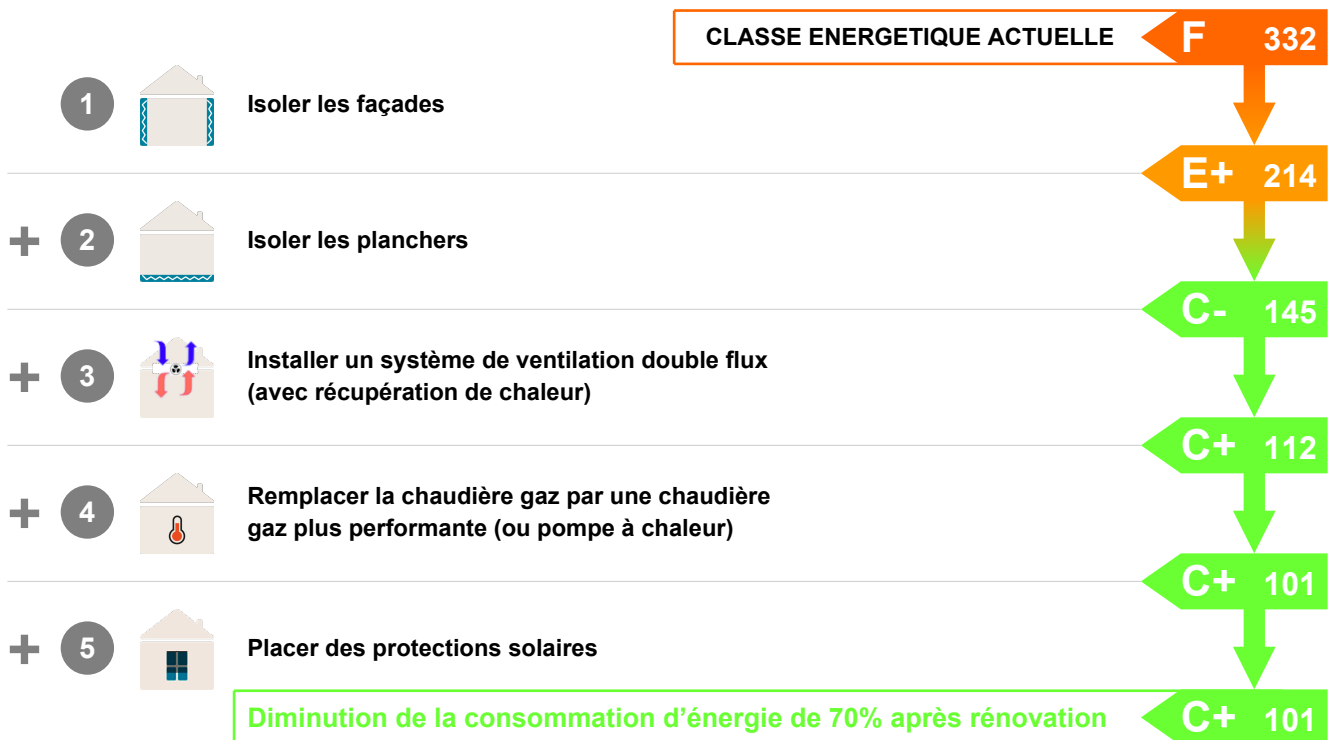 CLASSE ENERGETIQUE ACTUELLE F 332
1 Isoler les façades
E+ 214
+ 2 Isoler les planchers
C- 145
+ 3 Installer un système de ventilation double flux
(avec récupération de chaleur)
C+ 112
+ 4 Remplacer la chaudière gaz par une chaudière
gaz plus performante (ou pompe à chaleur)
C+ 101
+ 5 Placer des protections solaires
Diminution de la consommation d’énergie de 70% après rénovation C+ 101